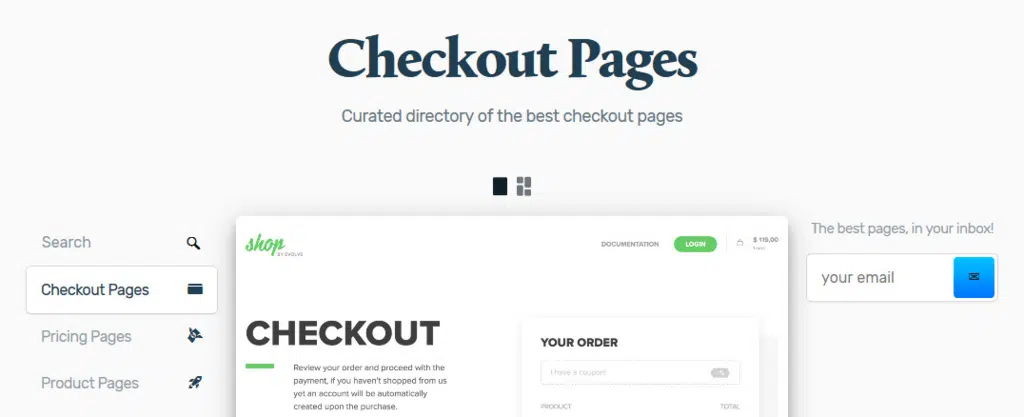 Checkout Pages
Curated directory of the best checkout pages
Search
Checkout Pages
Pricing Pages
Product Pages
shop
BY EVOLVE
DOCUMENTATION
LOGIN
$ 119,00
CHECKOUT
Review your order and proceed with the
payment, if you haven't shopped from us
yet an account will be automatically
created upon the purchase.
YOUR ORDER
I have a coupon
PRODUCT
TOTAL
The best pages, in your inbox!
your email